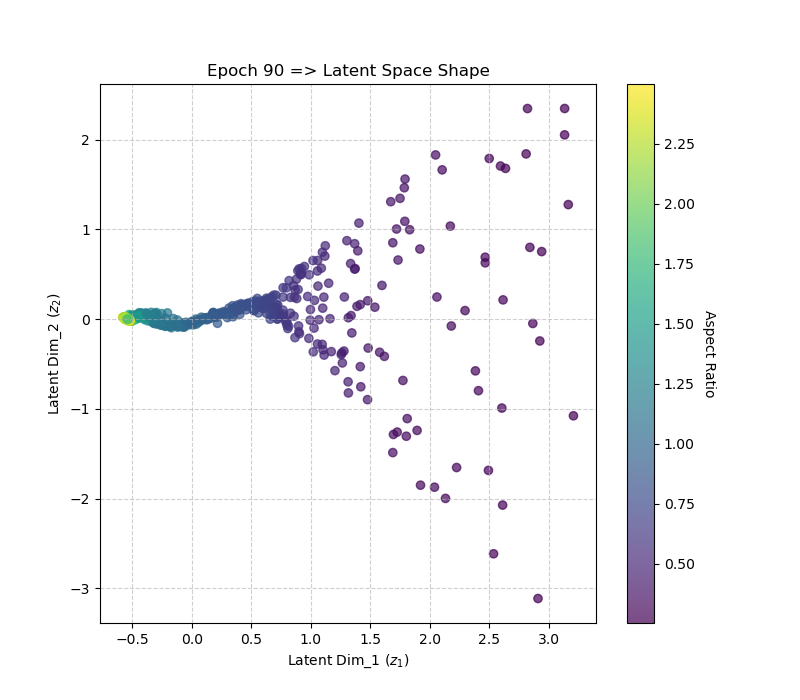 Epoch 90 => Latent Space Shape
2
1
0
−1
−2
−3
Latent Dim_2 (z₂)
−0.5 0.0 0.5 1.0 1.5 2.0 2.5 3.0
Latent Dim_1 (z₁)
2.25
2.00
1.75
1.50
1.25
1.00
0.75
0.50
Aspect Ratio